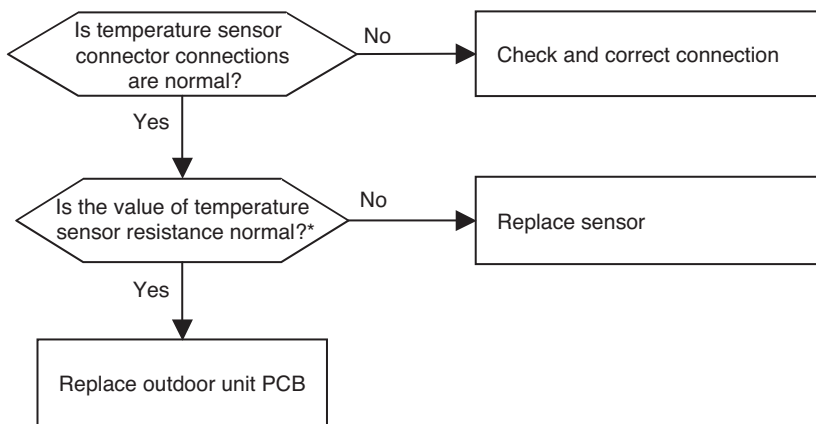 Is temperature sensor
connector connections
are normal?
No
Check and correct connection
Yes
Is the value of temperature
sensor resistance normal?*
No
Replace sensor
Yes
Replace outdoor unit PCB